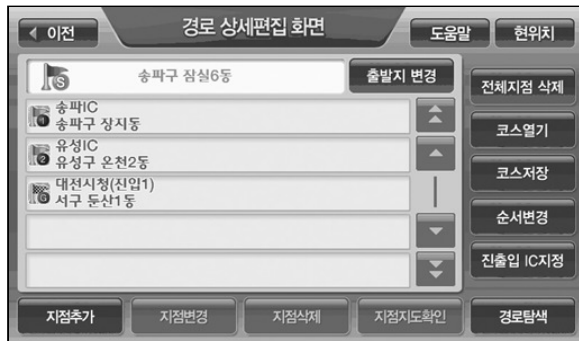 이전
경로 상세편집 화면
도움말
현위치
S
송파구 잠실6동
출발지 변경
전체지점 삭제
1
송파IC
송파구 장지동
코스열기
2
유성IC
유성구 온천2동
코스저장
G
대전시청(진입1)
서구 둔산1동
순서변경
진출입 IC지정
지점추가
지점변경
지점삭제
지점지도확인
경로탐색